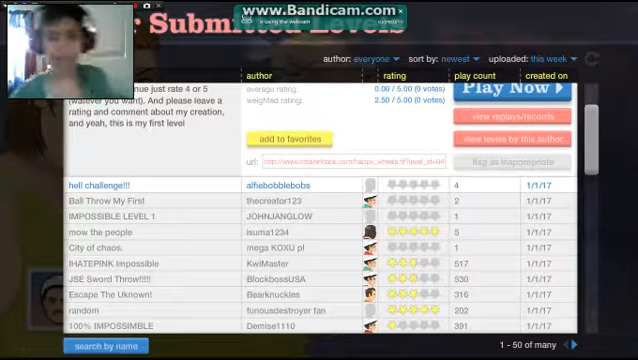 www.Bandicam.com
is using the webcam
r Submitted Levels
author: everyone sort by: newest uploaded: this week
author rating play count created on
nue just rate 4 or 5
(watever you want). And please leave a
rating and comment about my creation,
and yeah, this is my first level
average rating: 0.00 / 5.00 (0 votes)
weighted rating: 2.50 / 5.00 (0 votes)
Play Now
view replays/records
add to favorites
view levels by this author
url:
flag as inappropriate
hell challenge!!! alfiebobblebobs 4 1/1/17
Ball Throw My First thecreator123 2 1/1/17
IMPOSSIBLE LEVEL 1 JOHNJANGLOW 1 1/1/17
mow the people isuma1234 5 1/1/17
City of chaos. mega KOXU pl 1 1/1/17
IHATEPINK Impossible KwiMaster 517 1/1/17
JSE Sword Throw!!!!! BlockbossUSA 530 1/1/17
Escape The Uknown! Bearknuckles 316 1/1/17
random furiousdestroyer fan 202 1/1/17
100% IMPOSSIMBLE Demise1110 391 1/1/17
search by name
1 - 50 of many